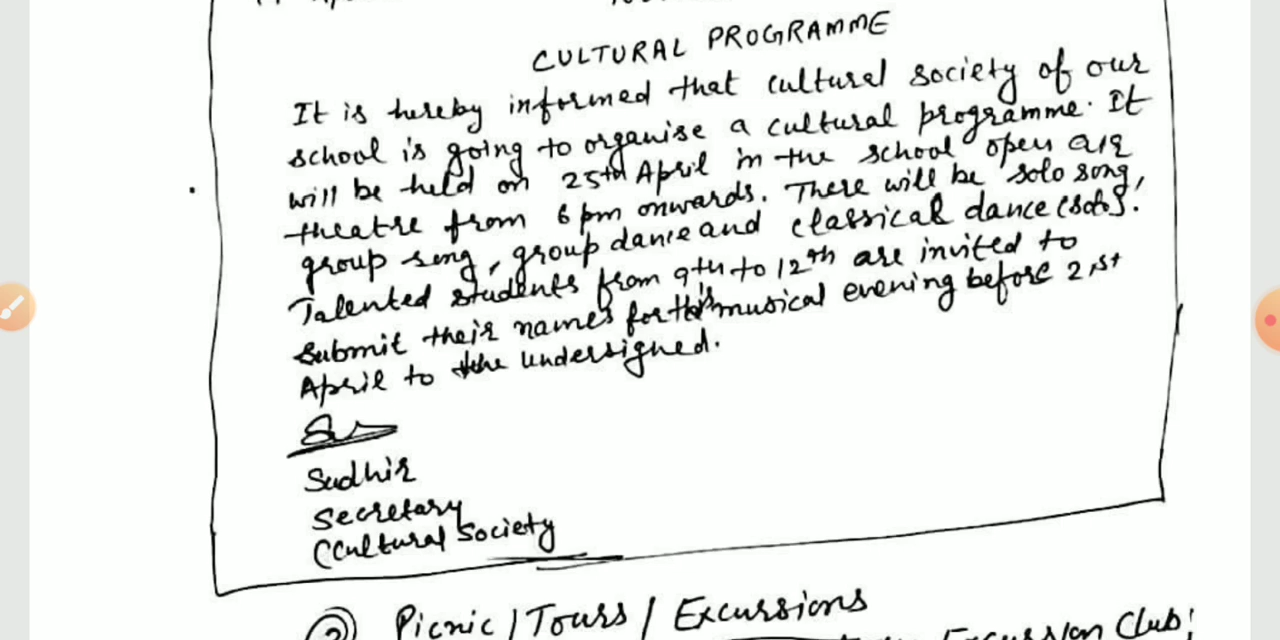 CULTURAL PROGRAMME
It is hereby informed that cultural society of our
school is going to organise a cultural programme. It
will be held on 25th April in the school open air
theatre from 6 pm onwards. There will be solo song,
group song, group dance and classical dance (solo).
Talented students from 9th to 12th are invited to
submit their names for this musical evening before 21st
April to the undersigned.
Sudhir
Secretary
(Cultural Society
② Picnic / Tours / Excursions
Excursion Club: